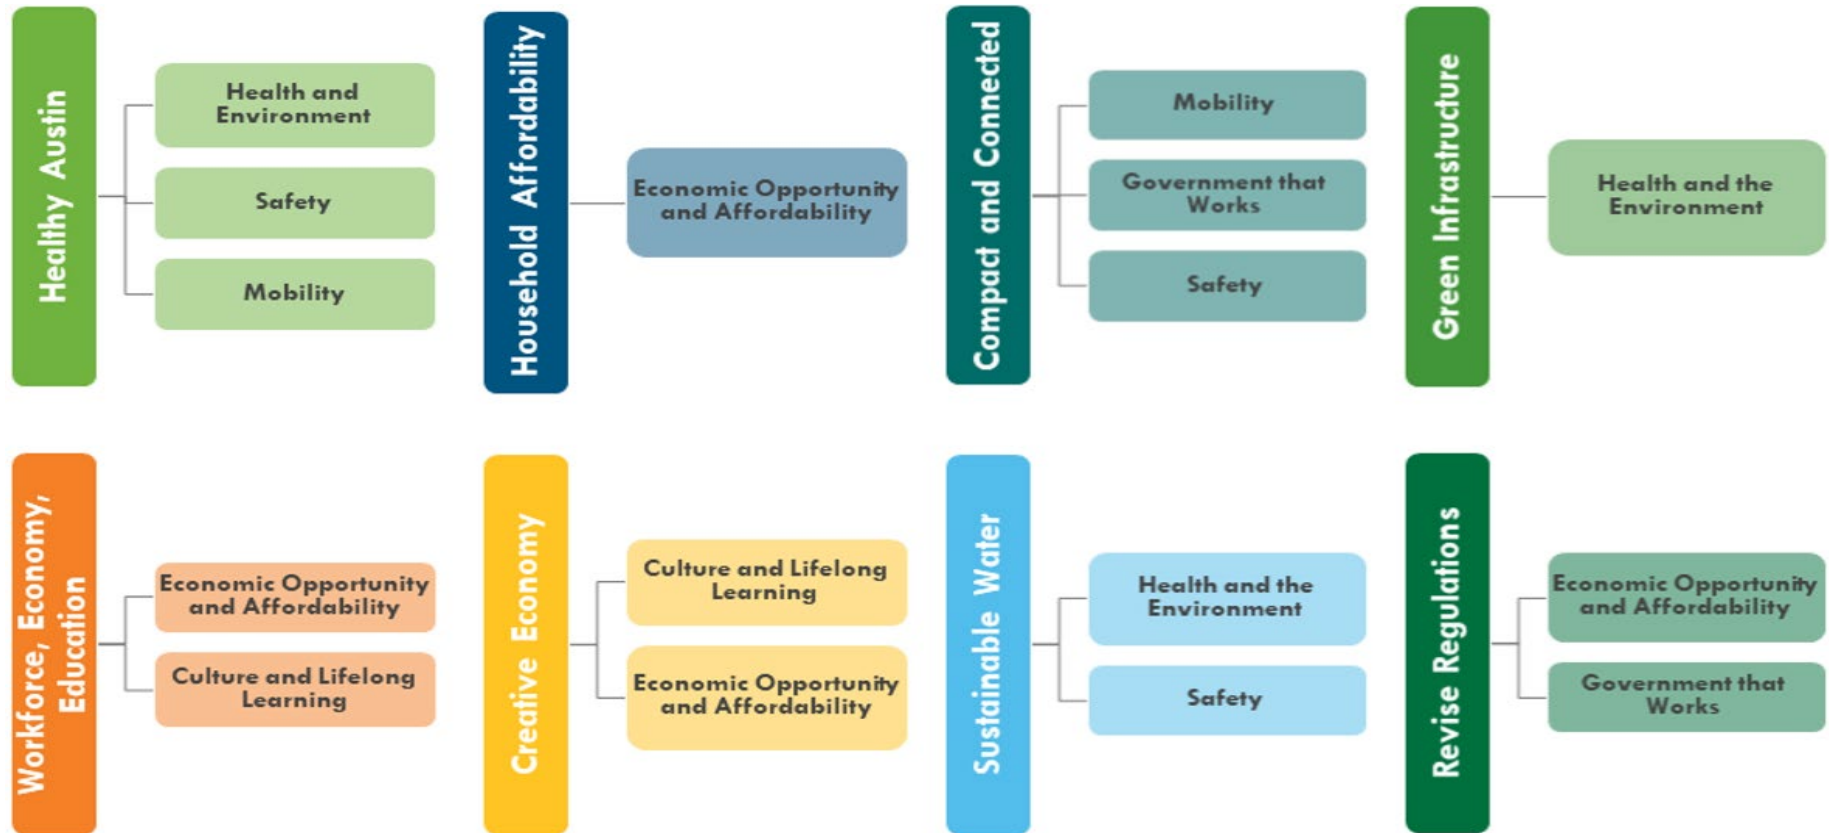 Healthy Austin
Health and
Environment
Safety
Mobility
Household Affordability
Economic Opportunity
and Affordability
Compact and Connected
Mobility
Government that
Works
Safety
Green Infrastructure
Health and the
Environment
Workforce, Economy,
Education
Economic Opportunity
and Affordability
Culture and Lifelong
Learning
Creative Economy
Culture and Lifelong
Learning
Economic Opportunity
and Affordability
Sustainable Water
Health and the
Environment
Safety
Revise Regulations
Economic Opportunity
and Affordability
Government that
Works